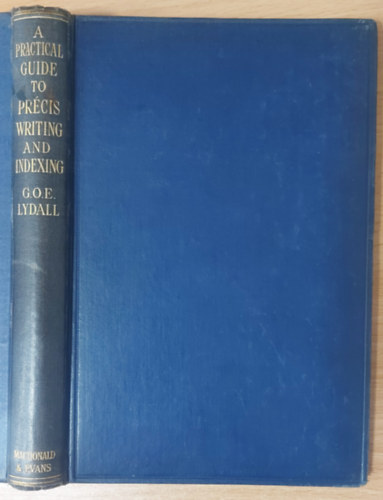 A
PRACTICAL
GUIDE
TO
PRÉCIS
WRITING
AND
INDEXING
G.O.E.
LYDALL
MACDONALD
& EVANS